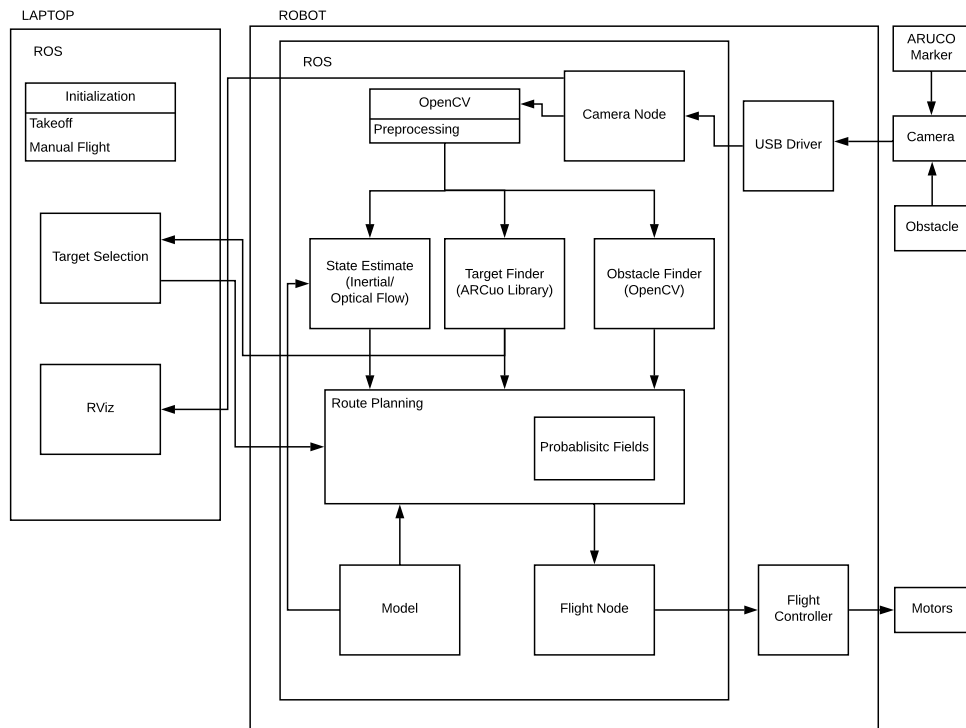 LAPTOP
ROBOT
ROS
Initialization
Takeoff
Manual Flight
Target Selection
RViz
ROS
OpenCV
Preprocessing
Camera Node
USB Driver
ARUCO
Marker
Camera
Obstacle
State Estimate
(Inertial/
Optical Flow)
Target Finder
(ARCuo Library)
Obstacle Finder
(OpenCV)
Route Planning
Probablisitc Fields
Model
Flight Node
Flight
Controller
Motors